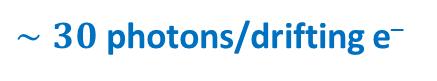 ~ 30 photons/drifting e⁻